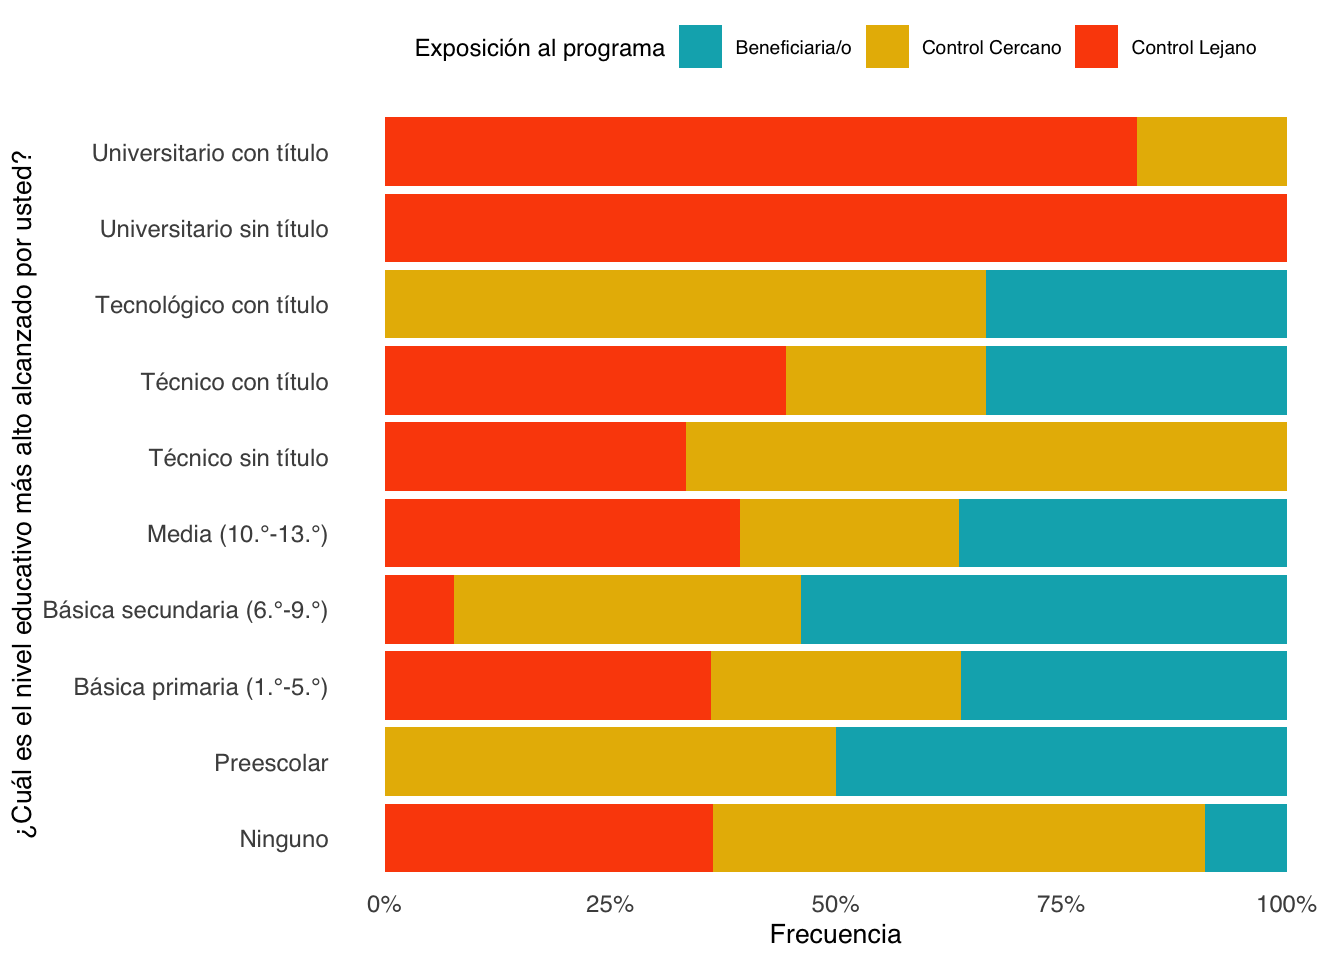 Exposición al programa
Beneficiaria/o
Control Cercano
Control Lejano
¿Cuál es el nivel educativo más alto alcanzado por usted?
Universitario con título
Universitario sin título
Tecnológico con título
Técnico con título
Técnico sin título
Media (10.°-13.°)
Básica secundaria (6.°-9.°)
Básica primaria (1.°-5.°)
Preescolar
Ninguno
0%
25%
50%
75%
100%
Frecuencia